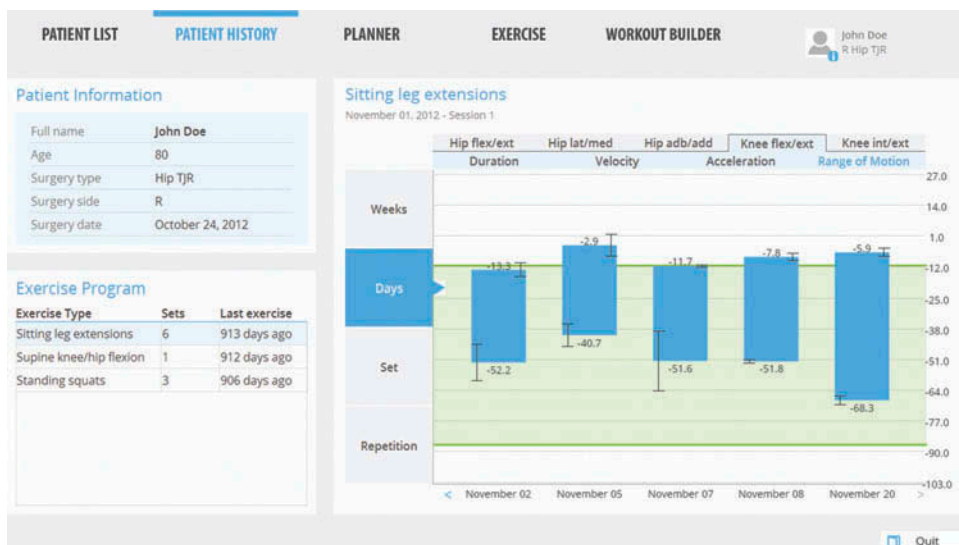 PATIENT LIST PATIENT HISTORY PLANNER EXERCISE WORKOUT BUILDER
John Doe
R Hip TJR
Patient Information
Full name John Doe
Age 80
Surgery type Hip TJR
Surgery side R
Surgery date October 24, 2012
Exercise Program
Exercise Type Sets Last exercise
Sitting leg extensions 6 913 days ago
Supine knee/hip flexion 1 912 days ago
Standing squats 3 906 days ago
Sitting leg extensions
November 01, 2012 - Session 1
Hip flex/ext Hip lat/med Hip adb/add Knee flex/ext Knee int/ext
Duration Velocity Acceleration Range of Motion
Weeks
Days
Set
Repetition
27.0
14.0
1.0
-12.0
-25.0
-38.0
-51.0
-64.0
-77.0
-90.0
-103.0
-13.3 -2.9 -11.7 -7.8 -5.9
-52.2 -40.7 -51.6 -51.8 -68.3
< November 02 November 05 November 07 November 08 November 20 >
Quit